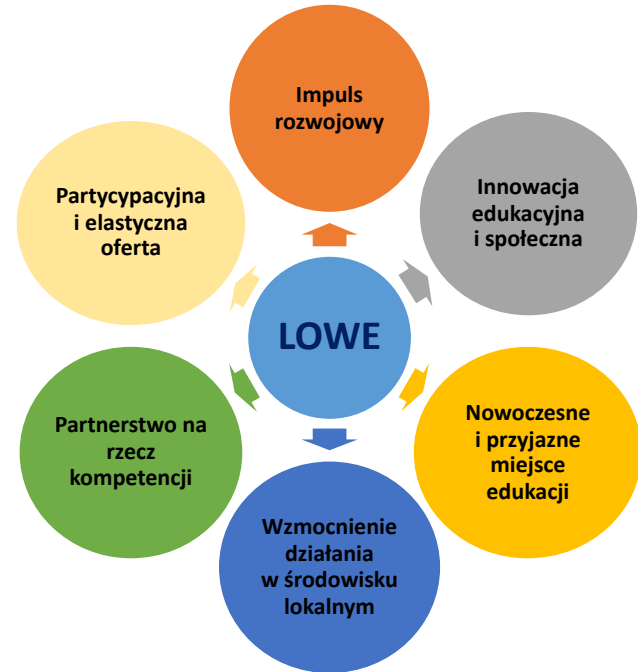 Impuls
rozwojowy
Innowacja
edukacyjna
i społeczna
Partycypacyjna
i elastyczna
oferta
LOWE
Nowoczesne
i przyjazne
miejsce
edukacji
Partnerstwo na
rzecz
kompetencji
Wzmocnienie
działania
w środowisku
lokalnym